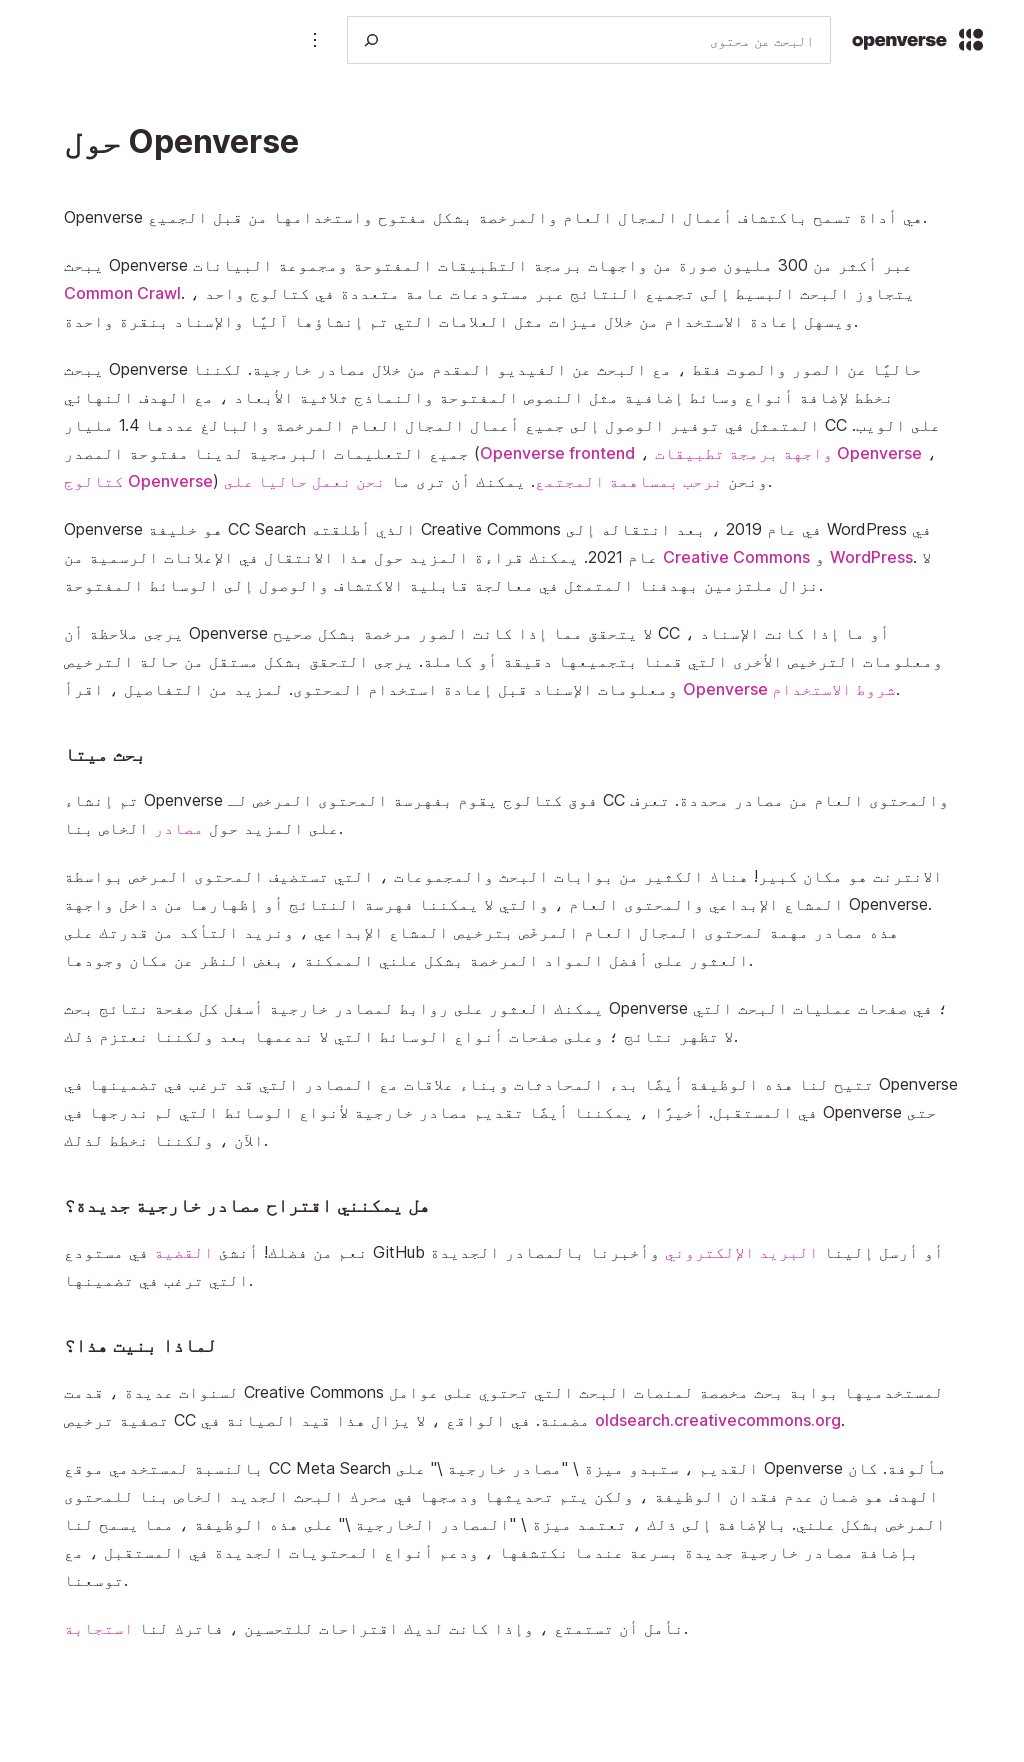 openverse
البحث عن محتوى
حول Openverse
Openverse هي أداة تسمح باكتشاف أعمال المجال العام والمرخصة بشكل مفتوح واستخدامها من قبل الجميع.
يبحث Openverse عبر أكثر من 300 مليون صورة من واجهات برمجة التطبيقات المفتوحة ومجموعة البيانات
Common Crawl. يتجاوز البحث البسيط إلى تجميع النتائج عبر مستودعات عامة متعددة في كتالوج واحد ،
ويسهل إعادة الاستخدام من خلال ميزات مثل العلامات التي تم إنشاؤها آليًا والإسناد بنقرة واحدة.
يبحث Openverse حاليًا عن الصور والصوت فقط ، مع البحث عن الفيديو المقدم من خلال مصادر خارجية. لكننا
نخطط لإضافة أنواع وسائط إضافية مثل النصوص المفتوحة والنماذج ثلاثية الأبعاد ، مع الهدف النهائي
المتمثل في توفير الوصول إلى جميع أعمال المجال العام المرخصة والبالغ عددها 1.4 مليار CC على الويب.
جميع التعليمات البرمجية لدينا مفتوحة المصدر (Openverse frontend ، واجهة برمجة تطبيقات Openverse ،
كتالوج Openverse) ونحن نرحب بمساهمة المجتمع. يمكنك أن ترى ما نحن نعمل حاليا على.
Openverse هو خليفة CC Search الذي أطلقته Creative Commons في عام 2019 ، بعد انتقاله إلى WordPress في
عام 2021. يمكنك قراءة المزيد حول هذا الانتقال في الإعلانات الرسمية من Creative Commons و WordPress. لا
نزال ملتزمين بهدفنا المتمثل في معالجة قابلية الاكتشاف والوصول إلى الوسائط المفتوحة.
يرجى ملاحظة أن Openverse لا يتحقق مما إذا كانت الصور مرخصة بشكل صحيح CC ، أو ما إذا كانت الإسناد
ومعلومات الترخيص الأخرى التي قمنا بتجميعها دقيقة أو كاملة. يرجى التحقق بشكل مستقل من حالة الترخيص
ومعلومات الإسناد قبل إعادة استخدام المحتوى. لمزيد من التفاصيل ، اقرأ Openverse شروط الاستخدام.
بحث ميتا
تم إنشاء Openverse فوق كتالوج يقوم بفهرسة المحتوى المرخص لـ CC والمحتوى العام من مصادر محددة. تعرف
على المزيد حول مصادر الخاص بنا.
الانترنت هو مكان كبير! هناك الكثير من بوابات البحث والمجموعات ، التي تستضيف المحتوى المرخص بواسطة
المشاع الإبداعي والمحتوى العام ، والتي لا يمكننا فهرسة النتائج أو إظهارها من داخل واجهة Openverse.
هذه مصادر مهمة لمحتوى المجال العام المرخّص بترخيص المشاع الإبداعي ، ونريد التأكد من قدرتك على
العثور على أفضل المواد المرخصة بشكل علني الممكنة ، بغض النظر عن مكان وجودها.
يمكنك العثور على روابط لمصادر خارجية أسفل كل صفحة نتائج بحث Openverse ؛ في صفحات عمليات البحث التي
لا تظهر نتائج ؛ وعلى صفحات أنواع الوسائط التي لا ندعمها بعد ولكننا نعتزم ذلك.
تتيح لنا هذه الوظيفة أيضًا بدء المحادثات وبناء علاقات مع المصادر التي قد ترغب في تضمينها في Openverse
في المستقبل. أخيرًا ، يمكننا أيضًا تقديم مصادر خارجية لأنواع الوسائط التي لم ندرجها في Openverse حتى
الآن ، ولكننا نخطط لذلك.
هل يمكنني اقتراح مصادر خارجية جديدة؟
نعم من فضلك! أنشئ القضية في مستودع GitHub أو أرسل إلينا البريد الإلكتروني وأخبرنا بالمصادر الجديدة
التي ترغب في تضمينها.
لماذا بنيت هذا؟
لسنوات عديدة ، قدمت Creative Commons لمستخدميها بوابة بحث مخصصة لمنصات البحث التي تحتوي على عوامل
تصفية ترخيص CC مضمنة. في الواقع ، لا يزال هذا قيد الصيانة في oldsearch.creativecommons.org.
بالنسبة لمستخدمي موقع CC Meta Search القديم ، ستبدو ميزة \ "مصادر خارجية \" على Openverse مألوفة. كان
الهدف هو ضمان عدم فقدان الوظيفة ، ولكن يتم تحديثها ودمجها في محرك البحث الجديد الخاص بنا للمحتوى
المرخص بشكل علني. بالإضافة إلى ذلك ، تعتمد ميزة \ "المصادر الخارجية \" على هذه الوظيفة ، مما يسمح لنا
بإضافة مصادر خارجية جديدة بسرعة عندما نكتشفها ، ودعم أنواع المحتويات الجديدة في المستقبل ، مع
توسعنا.
نأمل أن تستمتع ، وإذا كانت لديك اقتراحات للتحسين ، فاترك لنا استجابة.